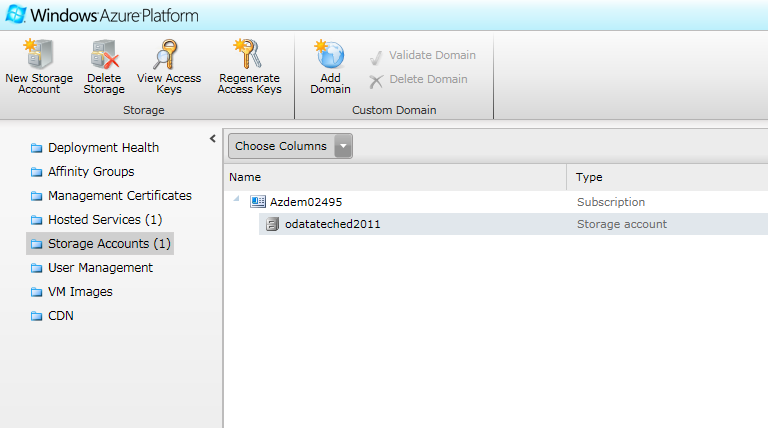 Windows Azure Platform
New Storage Account
Delete Storage
View Access Keys
Regenerate Access Keys
Storage
Add Domain
Validate Domain
Delete Domain
Custom Domain
Deployment Health
Affinity Groups
Management Certificates
Hosted Services (1)
Storage Accounts (1)
User Management
VM Images
CDN
Choose Columns
Name Type
Azdem02495 Subscription
odatateched2011 Storage account